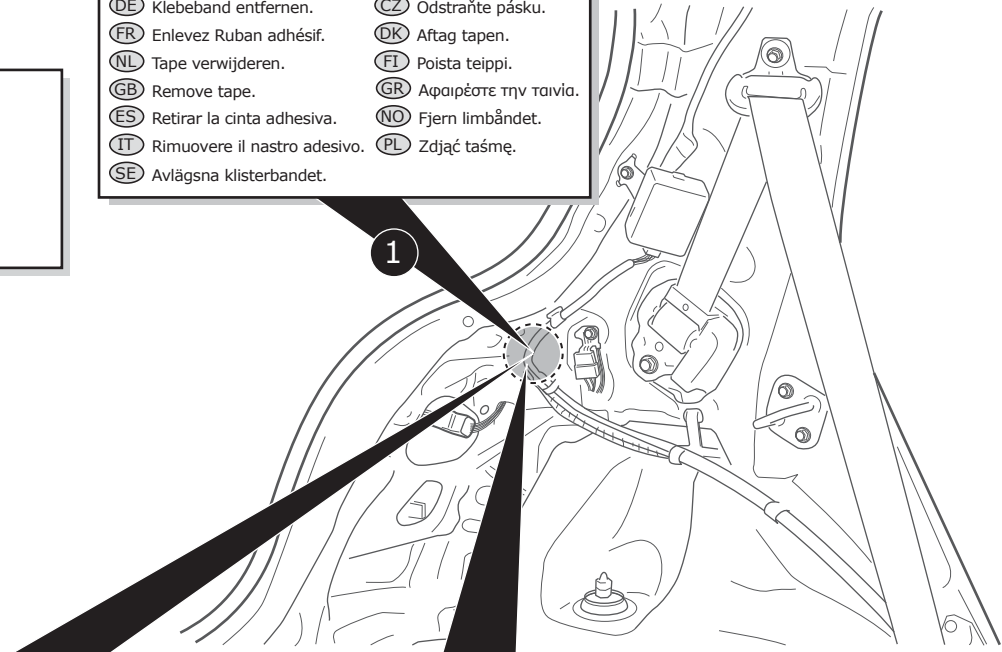 DE Klebeband entfernen.
FR Enlevez Ruban adhésif.
NL Tape verwijderen.
GB Remove tape.
ES Retirar la cinta adhesiva.
IT Rimuovere il nastro adesivo.
SE Avlägsna klisterbandet.
CZ Odstraňte pásku.
DK Aftag tapen.
FI Poista teippi.
GR Αφαιρέστε την ταινία.
NO Fjern limbåndet.
PL Zdjąć taśmę.
1